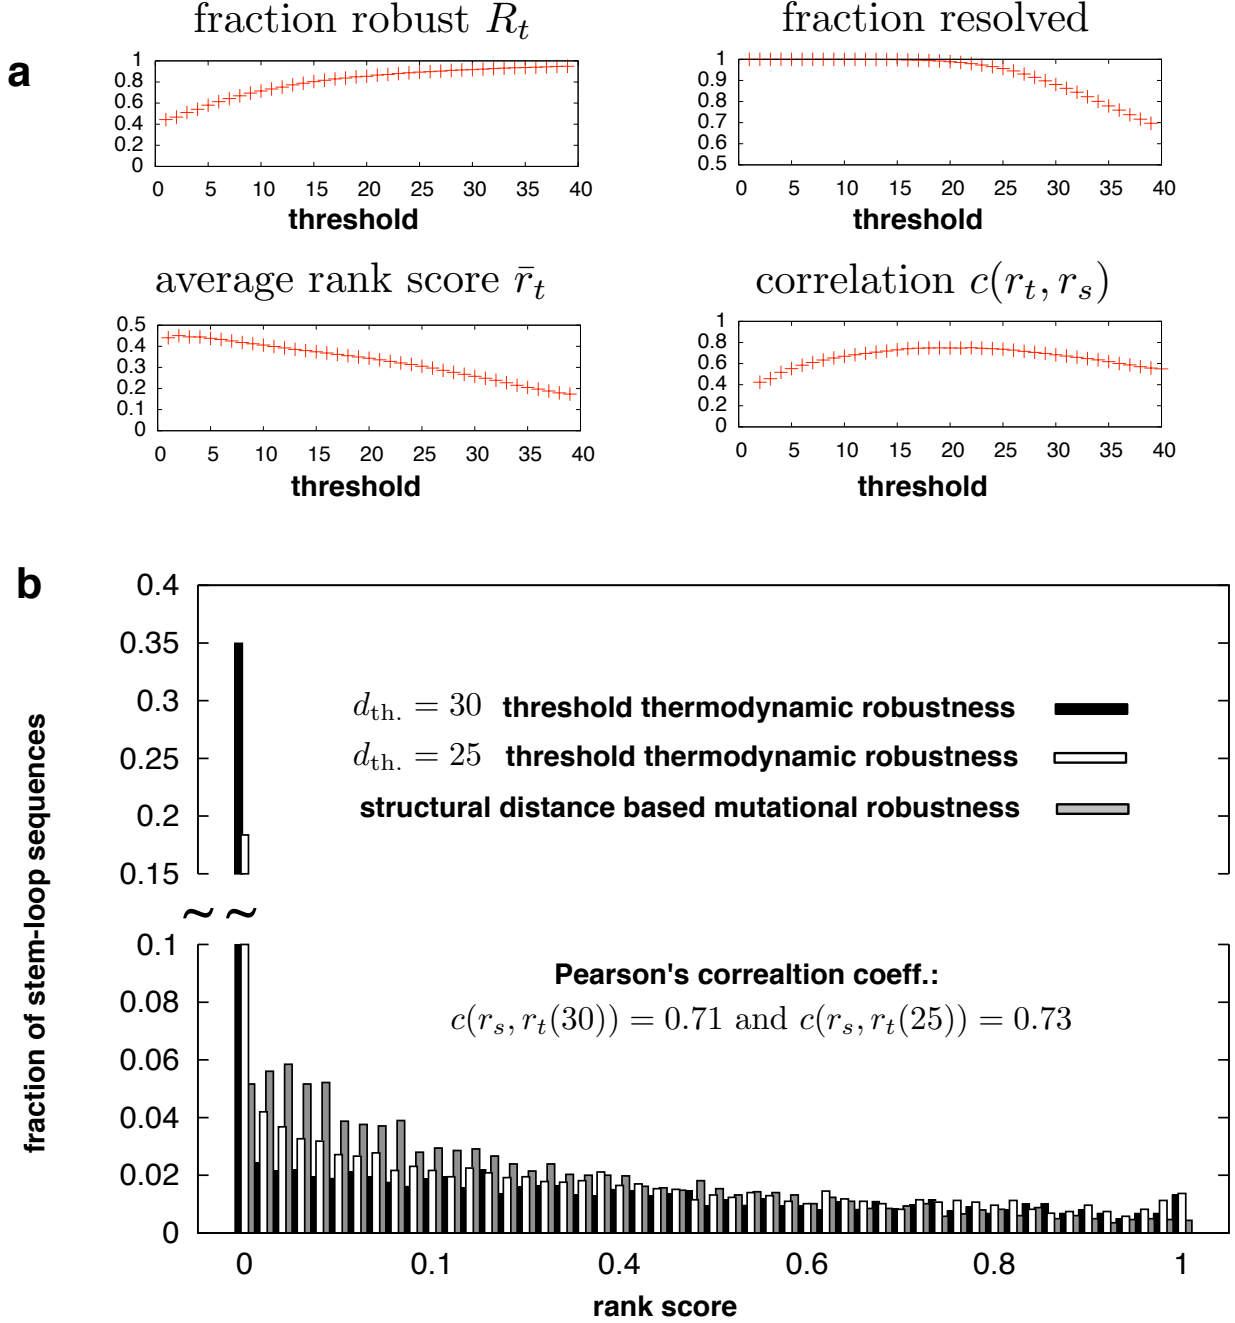 fraction robust R_t
fraction resolved
a
1
0.8
0.6
0.4
0.2
0
0 5 10 15 20 25 30 35 40
threshold
1
0.9
0.8
0.7
0.6
0.5
0 5 10 15 20 25 30 35 40
threshold
average rank score r̄_t
correlation c(r_t, r_s)
0.5
0.4
0.3
0.2
0.1
0
0 5 10 15 20 25 30 35 40
threshold
1
0.8
0.6
0.4
0.2
0
0 5 10 15 20 25 30 35 40
threshold
b
fraction of stem-loop sequences
0.4
0.35
0.3
0.25
0.2
0.15
~ ~
0.1
0.08
0.06
0.04
0.02
0
d_th. = 30 threshold thermodynamic robustness
d_th. = 25 threshold thermodynamic robustness
structural distance based mutational robustness
Pearson's correaltion coeff.:
c(r_s, r_t(30)) = 0.71 and c(r_s, r_t(25)) = 0.73
0 0.1 0.4 0.6 0.8 1
rank score